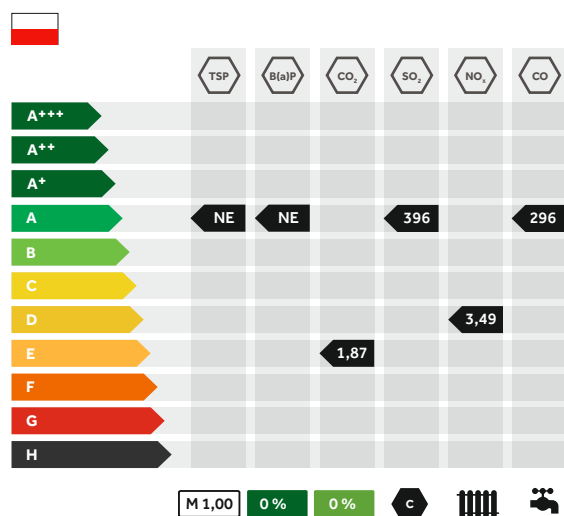 TSP B(a)P CO₂ SO₂ NOₓ CO
A+++
A++
A+
A NE NE 396 296
B
C
D 3,49
E 1,87
F
G
H
M 1,00 0 % 0 % C